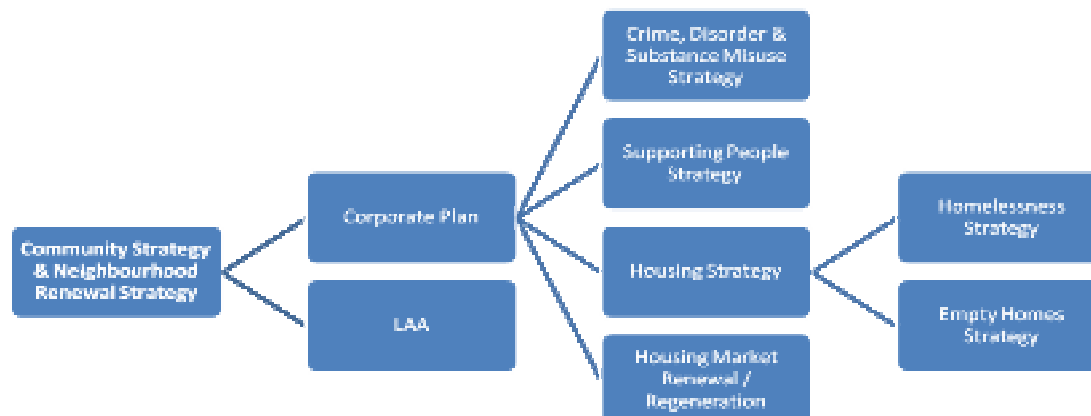 Crime, Disorder &
Substance Misuse
Strategy
Supporting People
Strategy
Corporate Plan
Homelessness
Strategy
Community Strategy
& Neighbourhood
Renewal Strategy
Housing Strategy
LAA
Empty Homes
Strategy
Housing Market
Renewal /
Regeneration